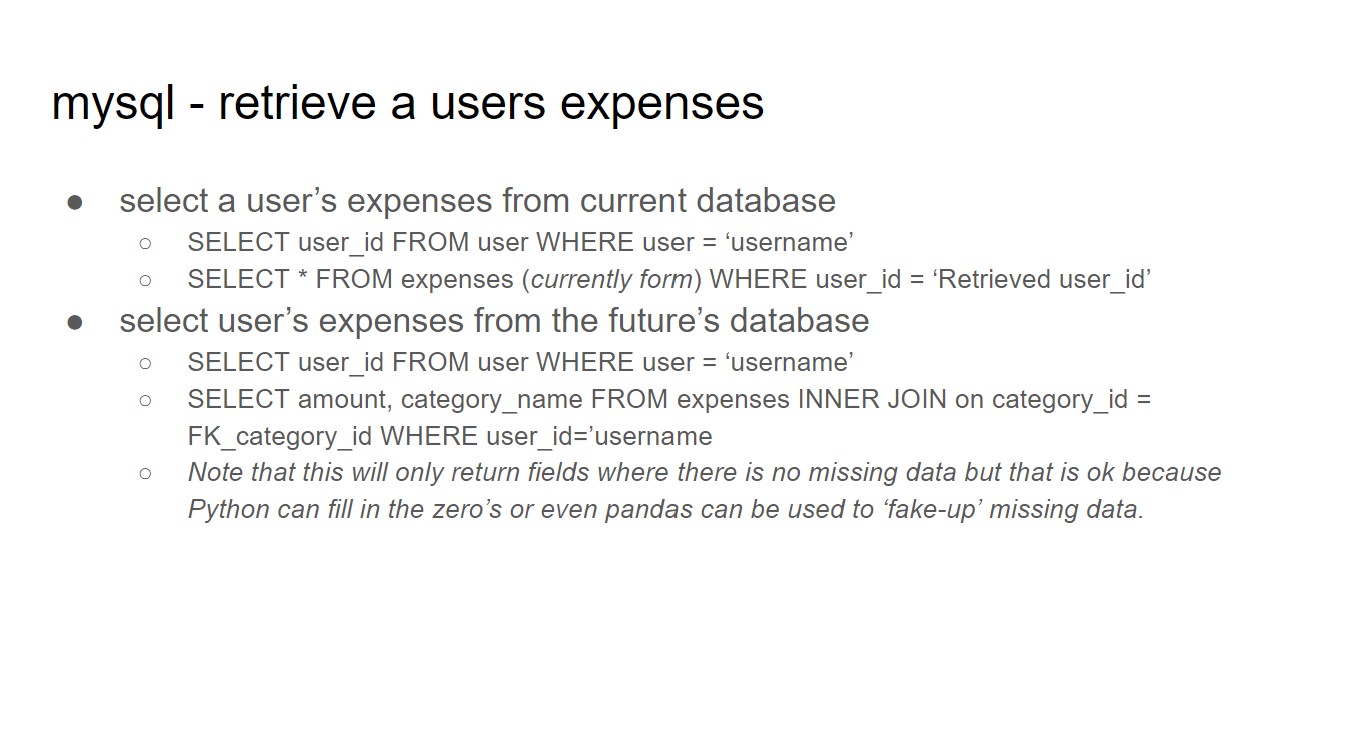 mysql - retrieve a users expenses
● select a user’s expenses from current database
○ SELECT user_id FROM user WHERE user = ‘username’
○ SELECT * FROM expenses (currently form) WHERE user_id = ‘Retrieved user_id’
● select user’s expenses from the future’s database
○ SELECT user_id FROM user WHERE user = ‘username’
○ SELECT amount, category_name FROM expenses INNER JOIN on category_id =
FK_category_id WHERE user_id=’username
○ Note that this will only return fields where there is no missing data but that is ok because
Python can fill in the zero’s or even pandas can be used to ‘fake-up’ missing data.